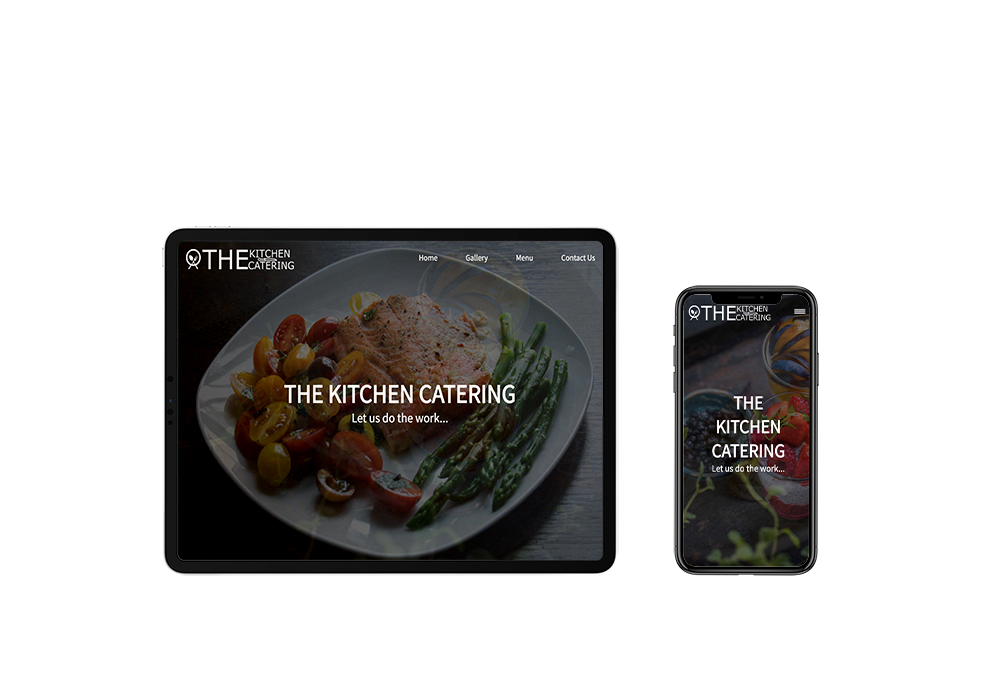 THE KITCHEN
CATERING
Home Gallery Menu Contact Us
THE KITCHEN CATERING
Let us do the work...
THE KITCHEN
CATERING
THE
KITCHEN
CATERING
Let us do the work...